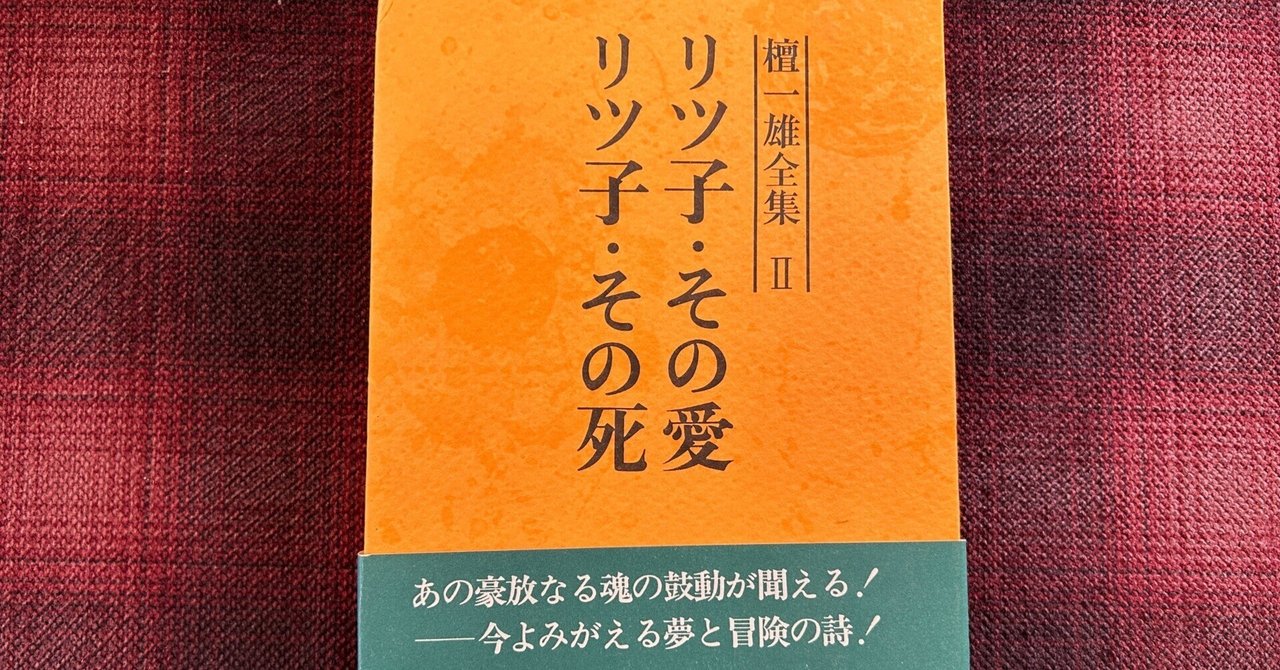 檀一雄全集 Ⅱ
リツ子・その愛
リツ子・その死
あの豪放なる魂の鼓動が聞える!
――今よみがえる夢と冒険の詩!